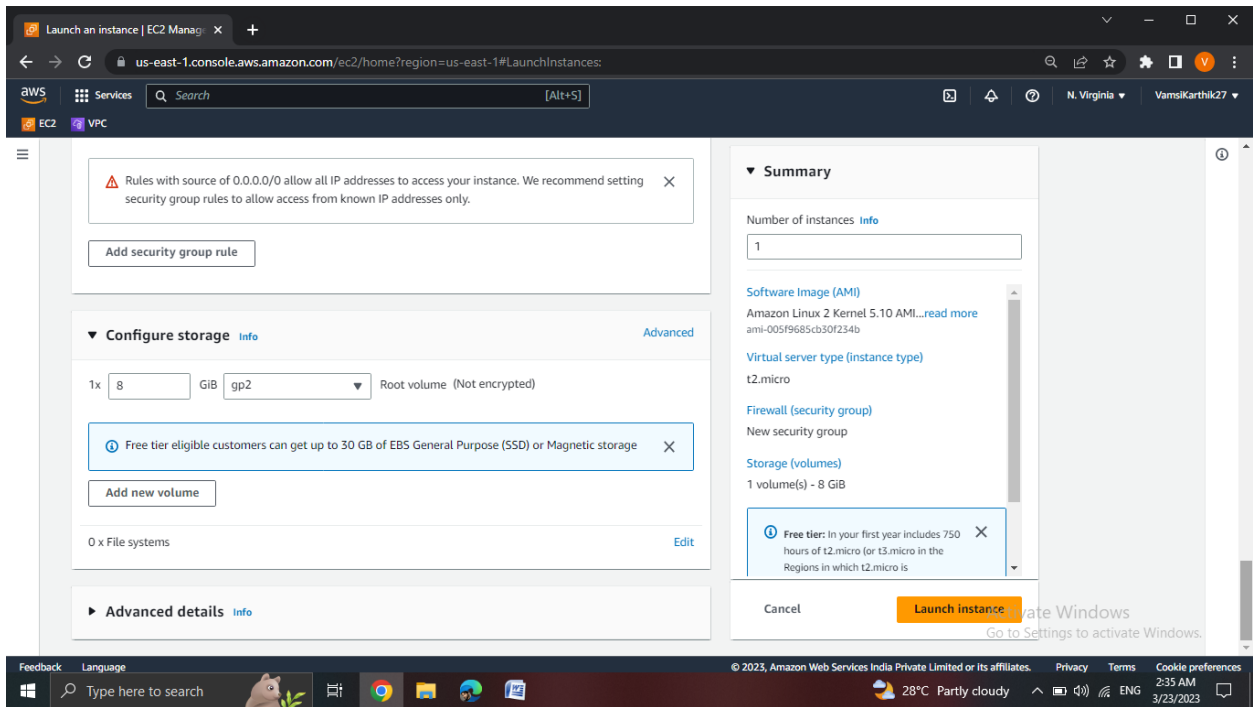 Launch an instance | EC2 Manage
us-east-1.console.aws.amazon.com/ec2/home?region=us-east-1#LaunchInstances:
V
aws
Services
Search
[Alt+S]
N. Virginia
VamsiKarthik27
EC2
VPC
Rules with source of 0.0.0.0/0 allow all IP addresses to access your instance. We recommend setting
security group rules to allow access from known IP addresses only.
Add security group rule
Configure storage Info
Advanced
1x 8 GiB gp2 Root volume (Not encrypted)
Free tier eligible customers can get up to 30 GB of EBS General Purpose (SSD) or Magnetic storage
Add new volume
0 x File systems
Edit
Advanced details Info
Summary
Number of instances Info
1
Software Image (AMI)
Amazon Linux 2 Kernel 5.10 AMI...read more
ami-005f9685cb30f234b
Virtual server type (instance type)
t2.micro
Firewall (security group)
New security group
Storage (volumes)
1 volume(s) - 8 GiB
Free tier: In your first year includes 750
hours of t2.micro (or t3.micro in the
Regions in which t2.micro is
Cancel
Launch instance
Activate Windows
Go to Settings to activate Windows.
Feedback
Language
© 2023, Amazon Web Services India Private Limited or its affiliates.
Privacy
Terms
Cookie preferences
Type here to search
28°C Partly cloudy
ENG
2:35 AM
3/23/2023